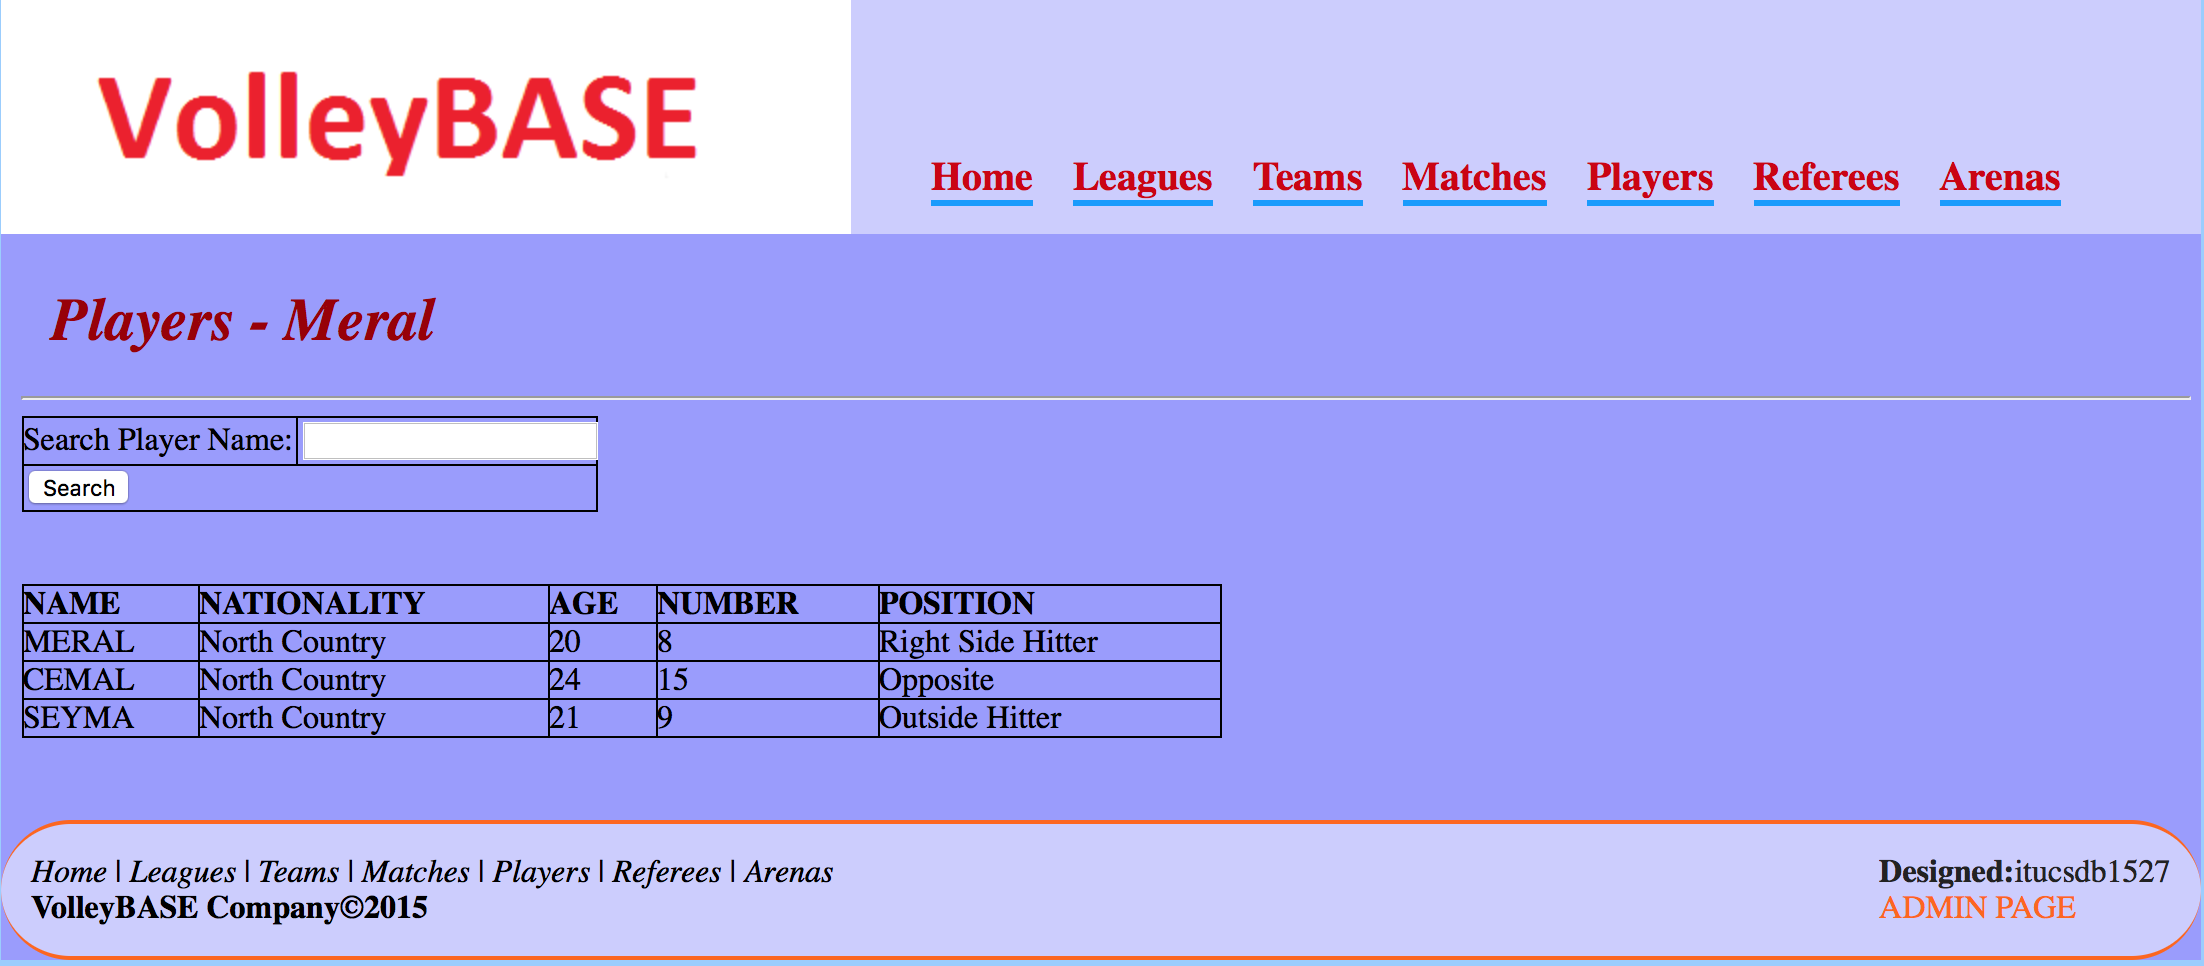 VolleyBASE
Home Leagues Teams Matches Players Referees Arenas
Players - Meral
Search Player Name:
Search
NAME NATIONALITY AGE NUMBER POSITION
MERAL North Country 20 8 Right Side Hitter
CEMAL North Country 24 15 Opposite
SEYMA North Country 21 9 Outside Hitter
Home | Leagues | Teams | Matches | Players | Referees | Arenas
VolleyBASE Company©2015
Designed:itucsdb1527
ADMIN PAGE